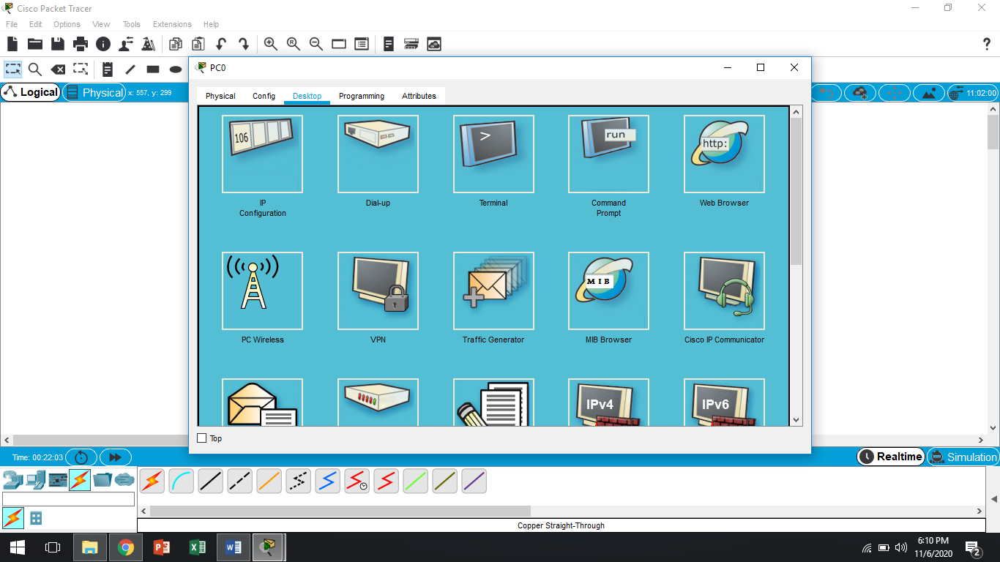 Cisco Packet Tracer
File Edit Options View Tools Extensions Help
PC0
Logical Physical x: 557, y: 299
11:02:00
Physical Config Desktop Programming Attributes
106
>
run
http:
IP
Configuration
Dial-up
Terminal
Command
Prompt
Web Browser
MIB
PC Wireless
VPN
Traffic Generator
MIB Browser
Cisco IP Communicator
IPv4
IPv6
Top
Time: 00:22:03
Realtime
Simulation
Copper Straight-Through
6:10 PM
11/6/2020
2